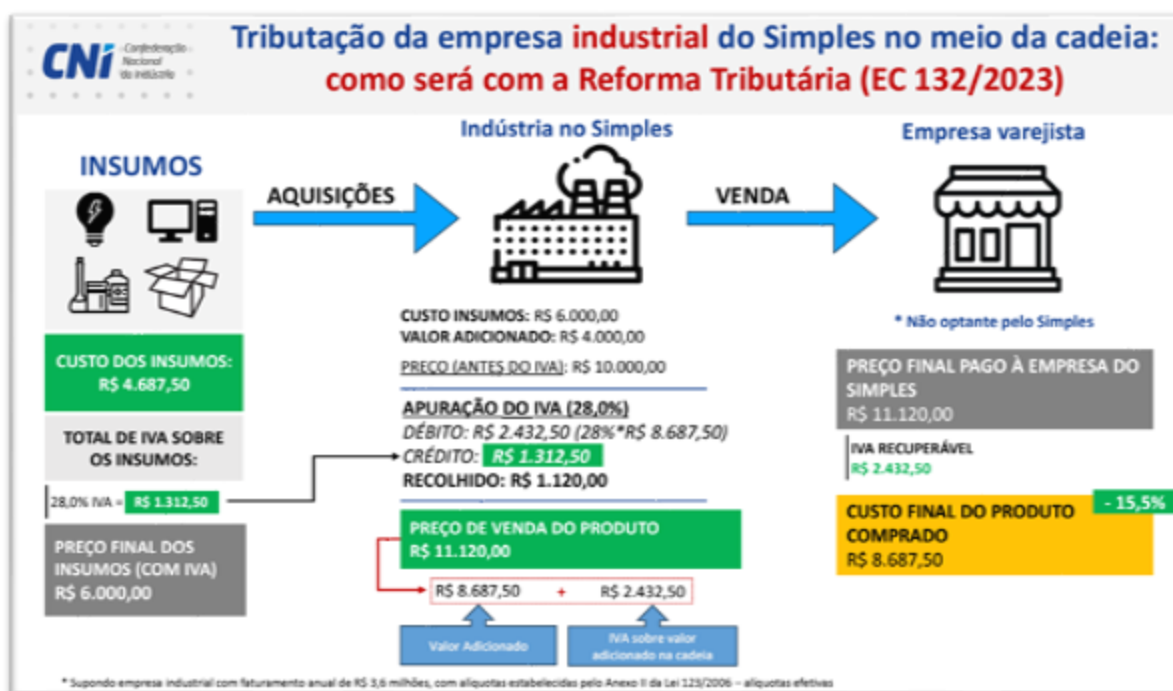 CNI Confederação
Nacional
da Indústria
Tributação da empresa industrial do Simples no meio da cadeia:
como será com a Reforma Tributária (EC 132/2023)
INSUMOS
AQUISIÇÕES
Indústria no Simples
VENDA
Empresa varejista
* Não optante pelo Simples
CUSTO DOS INSUMOS:
R$ 4.687,50
TOTAL DE IVA SOBRE
OS INSUMOS:
28,0% IVA = R$ 1.312,50
PREÇO FINAL DOS
INSUMOS (COM IVA)
R$ 6.000,00
CUSTO INSUMOS: R$ 6.000,00
VALOR ADICIONADO: R$ 4.000,00
PREÇO (ANTES DO IVA): R$ 10.000,00
APURAÇÃO DO IVA (28,0%)
DÉBITO: R$ 2.432,50 (28%*R$ 8.687,50)
CRÉDITO: R$ 1.312,50
RECOLHIDO: R$ 1.120,00
PREÇO DE VENDA DO PRODUTO
R$ 11.120,00
R$ 8.687,50 + R$ 2.432,50
Valor Adicionado
IVA sobre valor
adicionado na cadeia
PREÇO FINAL PAGO À EMPRESA DO
SIMPLES
R$ 11.120,00
IVA RECUPERÁVEL
R$ 2.432,50
- 15,5%
CUSTO FINAL DO PRODUTO
COMPRADO
R$ 8.687,50
* Supondo empresa industrial com faturamento anual de R$ 3,6 milhões, com alíquotas estabelecidas pelo Anexo II da Lei 123/2006 – alíquotas efetivas